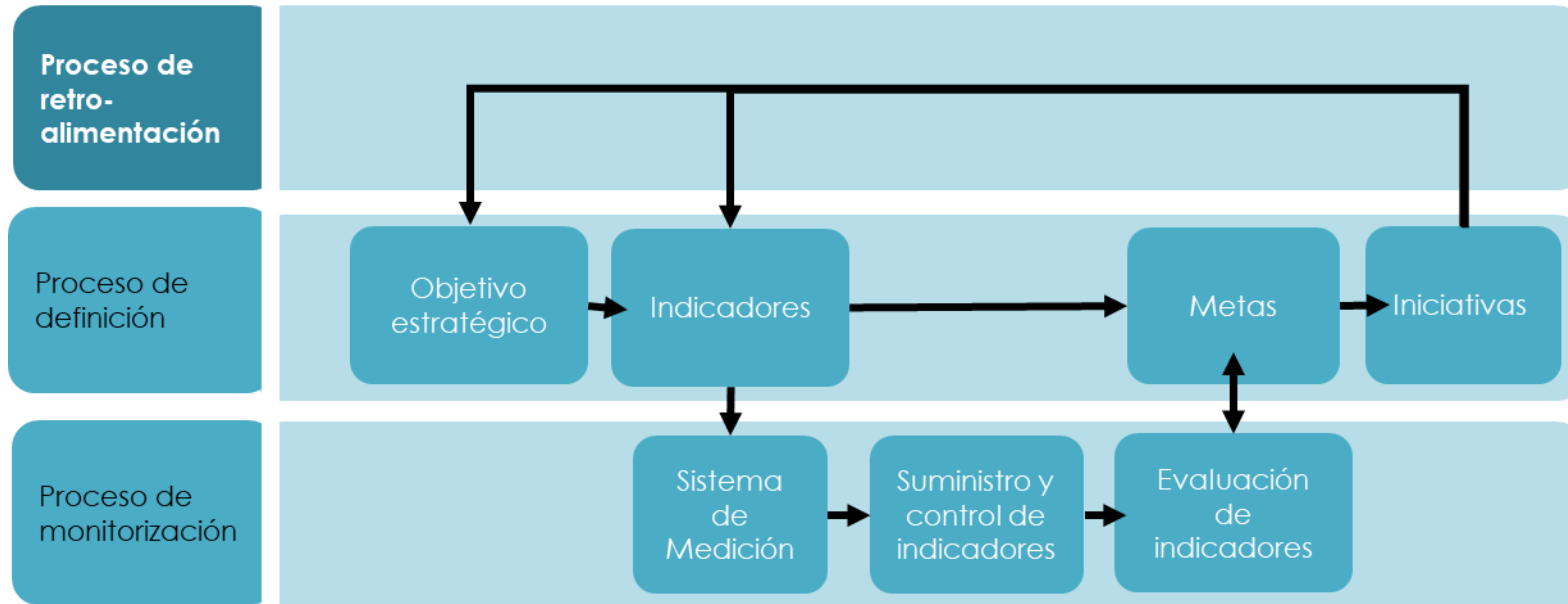 Proceso de
retro-
alimentación
Proceso de
definición
Objetivo
estratégico
Indicadores
Metas
Iniciativas
Proceso de
monitorización
Sistema
de
Medición
Suministro y
control de
indicadores
Evaluación
de
indicadores